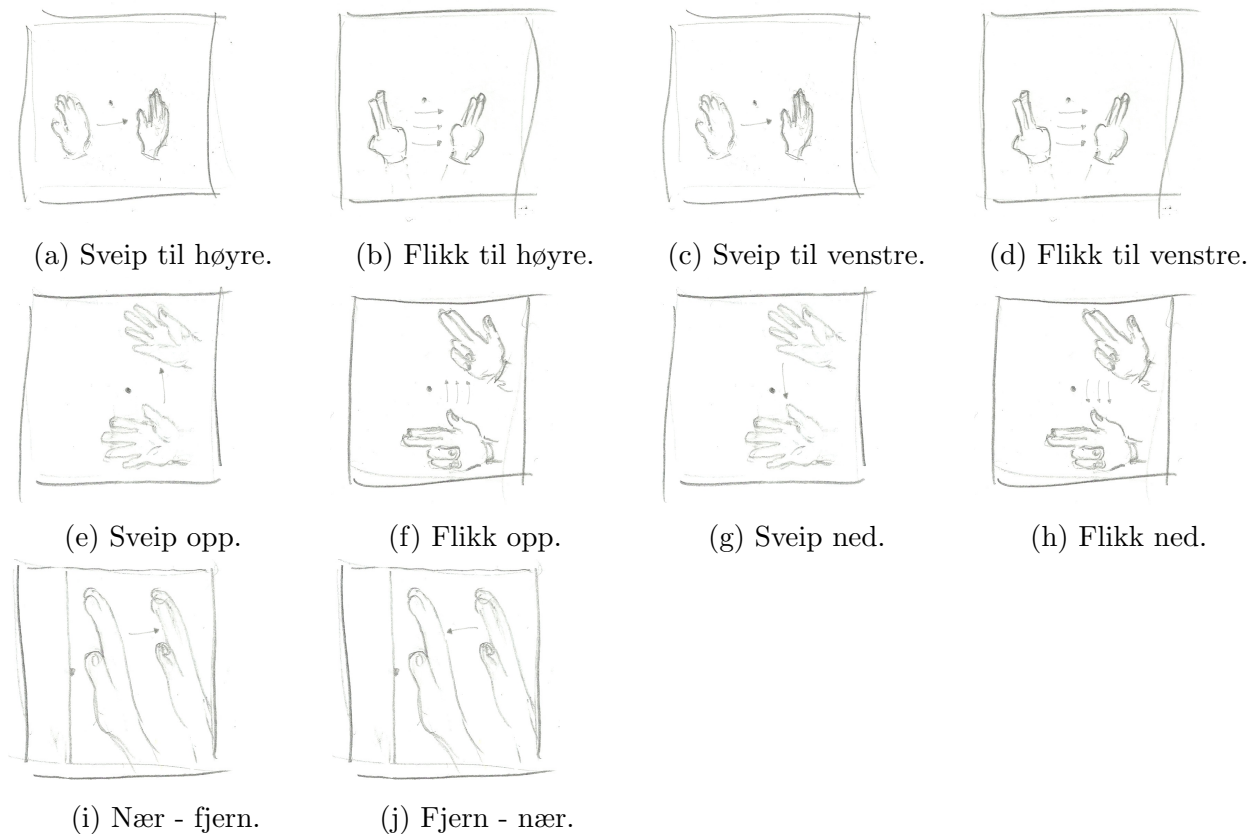 (a) Sveip til høyre.
(b) Flikk til høyre.
(c) Sveip til venstre.
(d) Flikk til venstre.
(e) Sveip opp.
(f) Flikk opp.
(g) Sveip ned.
(h) Flikk ned.
(i) Nær - fjern.
(j) Fjern - nær.